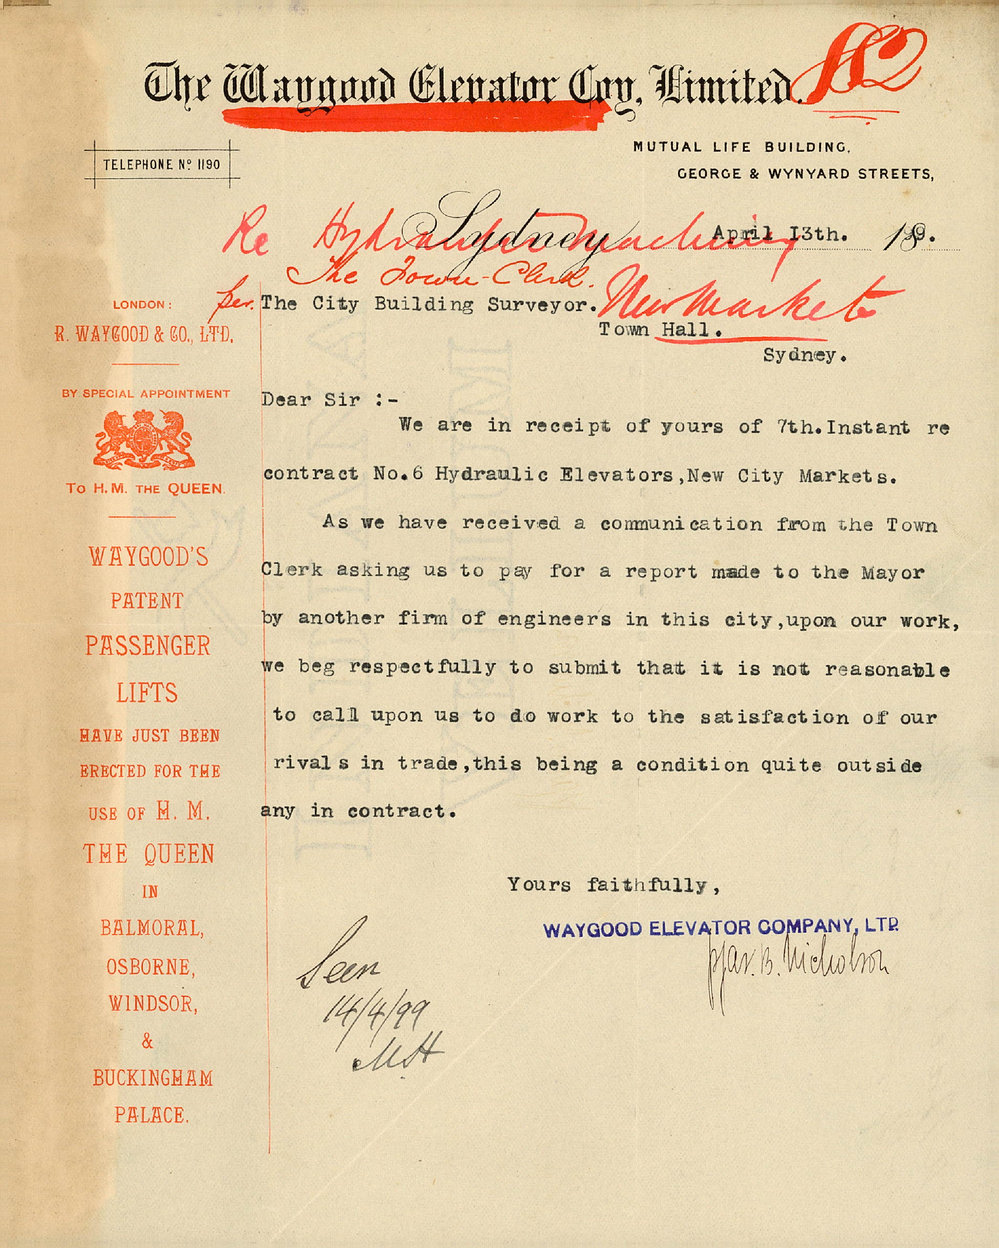 The Waygood Elevator Coy, Limited.
TELEPHONE Nº 1190
MUTUAL LIFE BUILDING,
GEORGE & WYNYARD STREETS,
Re Hydraulic Machinery
New Market
Sydney April 13th. 189.
The Town-Clerk.
per. The City Building Surveyor.
Town Hall.
Sydney.
LONDON:
R. WAYGOOD & CO., LTD,
BY SPECIAL APPOINTMENT
TO H.M. THE QUEEN.
WAYGOOD'S
PATENT
PASSENGER
LIFTS
HAVE JUST BEEN
ERECTED FOR THE
USE OF H. M.
THE QUEEN
IN
BALMORAL,
OSBORNE,
WINDSOR,
&
BUCKINGHAM
PALACE.
Dear Sir :-
We are in receipt of yours of 7th.Instant re
contract No.6 Hydraulic Elevators,New City Markets.
As we have received a communication from the Town
Clerk asking us to pay for a report made to the Mayor
by another firm of engineers in this city,upon our work,
we beg respectfully to submit that it is not reasonable
to call upon us to do work to the satisfaction of our
rivals in trade,this being a condition quite outside
any in contract.
Yours faithfully,
WAYGOOD ELEVATOR COMPANY, LTD.
Jas. B. Nicholson
Seen
14/4/99